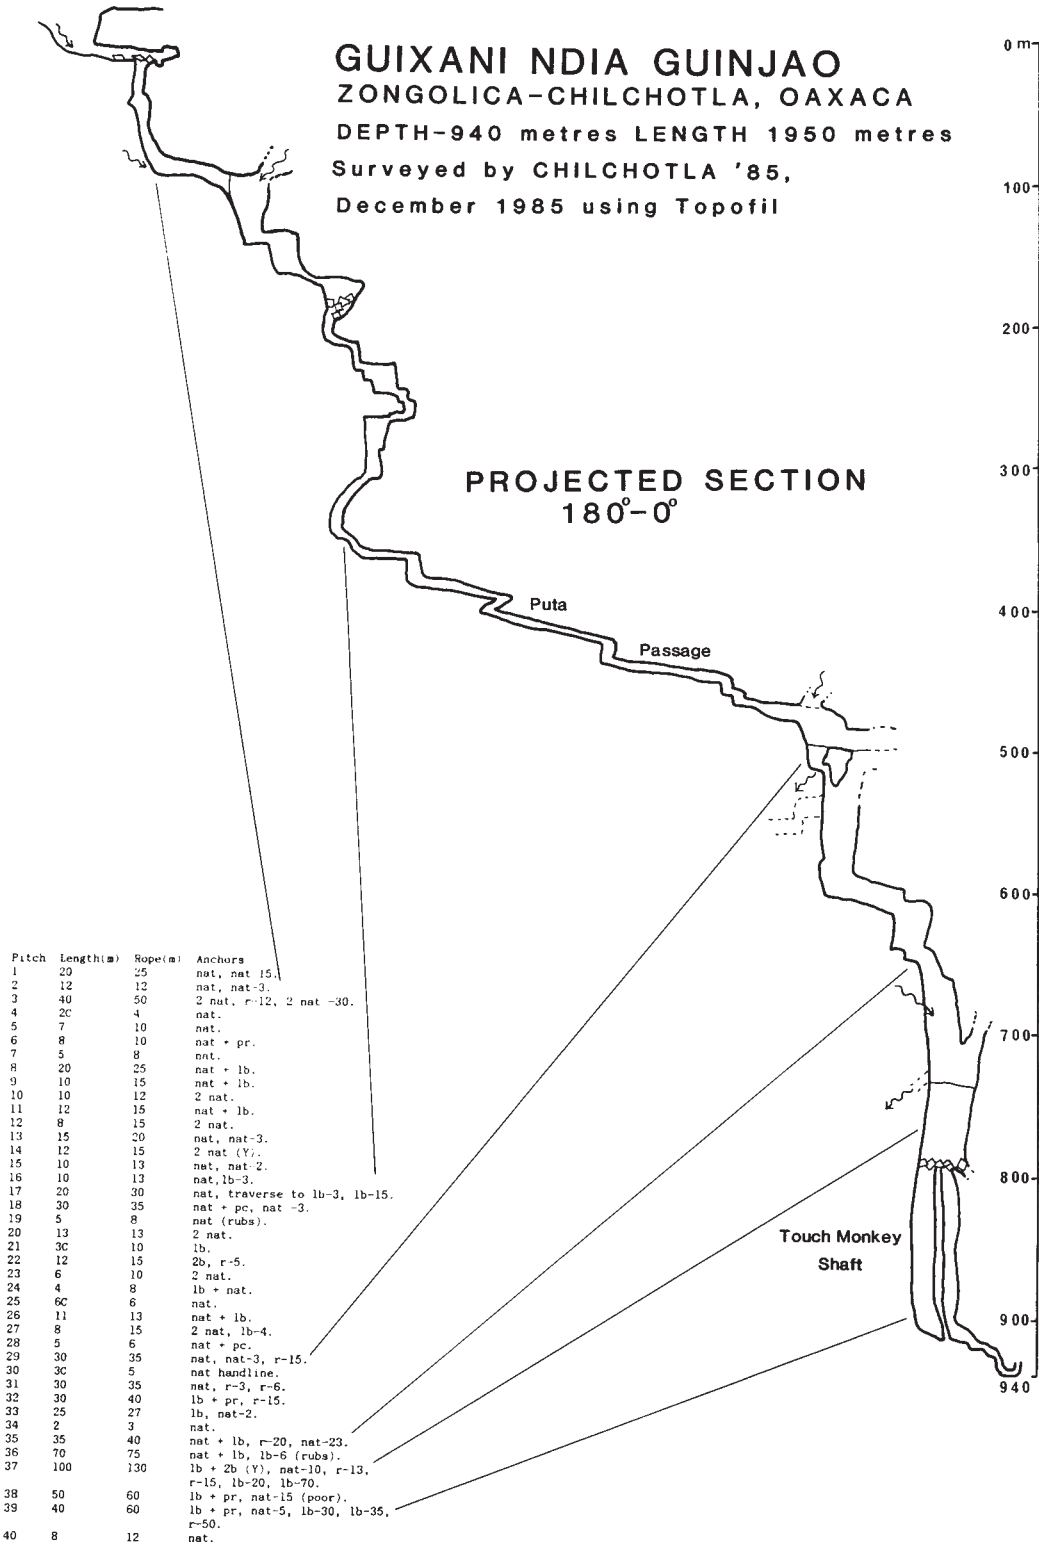 GUIXANI NDIA GUINJAO
ZONGOLICA-CHILCHOTLA, OAXACA
DEPTH-940 metres LENGTH 1950 metres
Surveyed by CHILCHOTLA '85,
December 1985 using Topofil
0 m
100
200
300
400
500
600
700
800
900
940
PROJECTED SECTION
180°-0°
Puta
Passage
Touch Monkey
Shaft
Pitch Length(m) Rope(m) Anchors
1 20 25 nat, nat 15.
2 12 12 nat, nat-3.
3 40 50 2 nat, r-12, 2 nat -30.
4 2C 4 nat.
5 7 10 nat.
6 8 10 nat + pr.
7 5 8 nat.
8 20 25 nat + lb.
9 10 15 nat + lb.
10 10 12 2 nat.
11 12 15 nat + lb.
12 8 15 2 nat.
13 15 20 nat, nat-3.
14 12 15 2 nat (Y).
15 10 13 nat, nat-2.
16 10 13 nat,lb-3.
17 20 30 nat, traverse to lb-3, lb-15.
18 30 35 nat + pc, nat -3.
19 5 8 nat (rubs).
20 13 13 2 nat.
21 3C 10 lb.
22 12 15 2b, r-5.
23 6 10 2 nat.
24 4 8 lb + nat.
25 6C 6 nat.
26 11 13 nat + lb.
27 8 15 2 nat, lb-4.
28 5 6 nat + pc.
29 30 35 nat, nat-3, r-15.
30 3C 5 nat handline.
31 30 35 nat, r-3, r-6.
32 30 40 lb + pr, r-15.
33 25 27 lb, nat-2.
34 2 3 nat.
35 35 40 nat + lb, r-20, nat-23.
36 70 75 nat + lb, lb-6 (rubs).
37 100 130 lb + 2b (Y), nat-10, r-13,
r-15, lb-20, lb-70.
38 50 60 lb + pr, nat-15 (poor).
39 40 60 lb + pr, nat-5, lb-30, lb-35,
r-50.
40 8 12 nat.